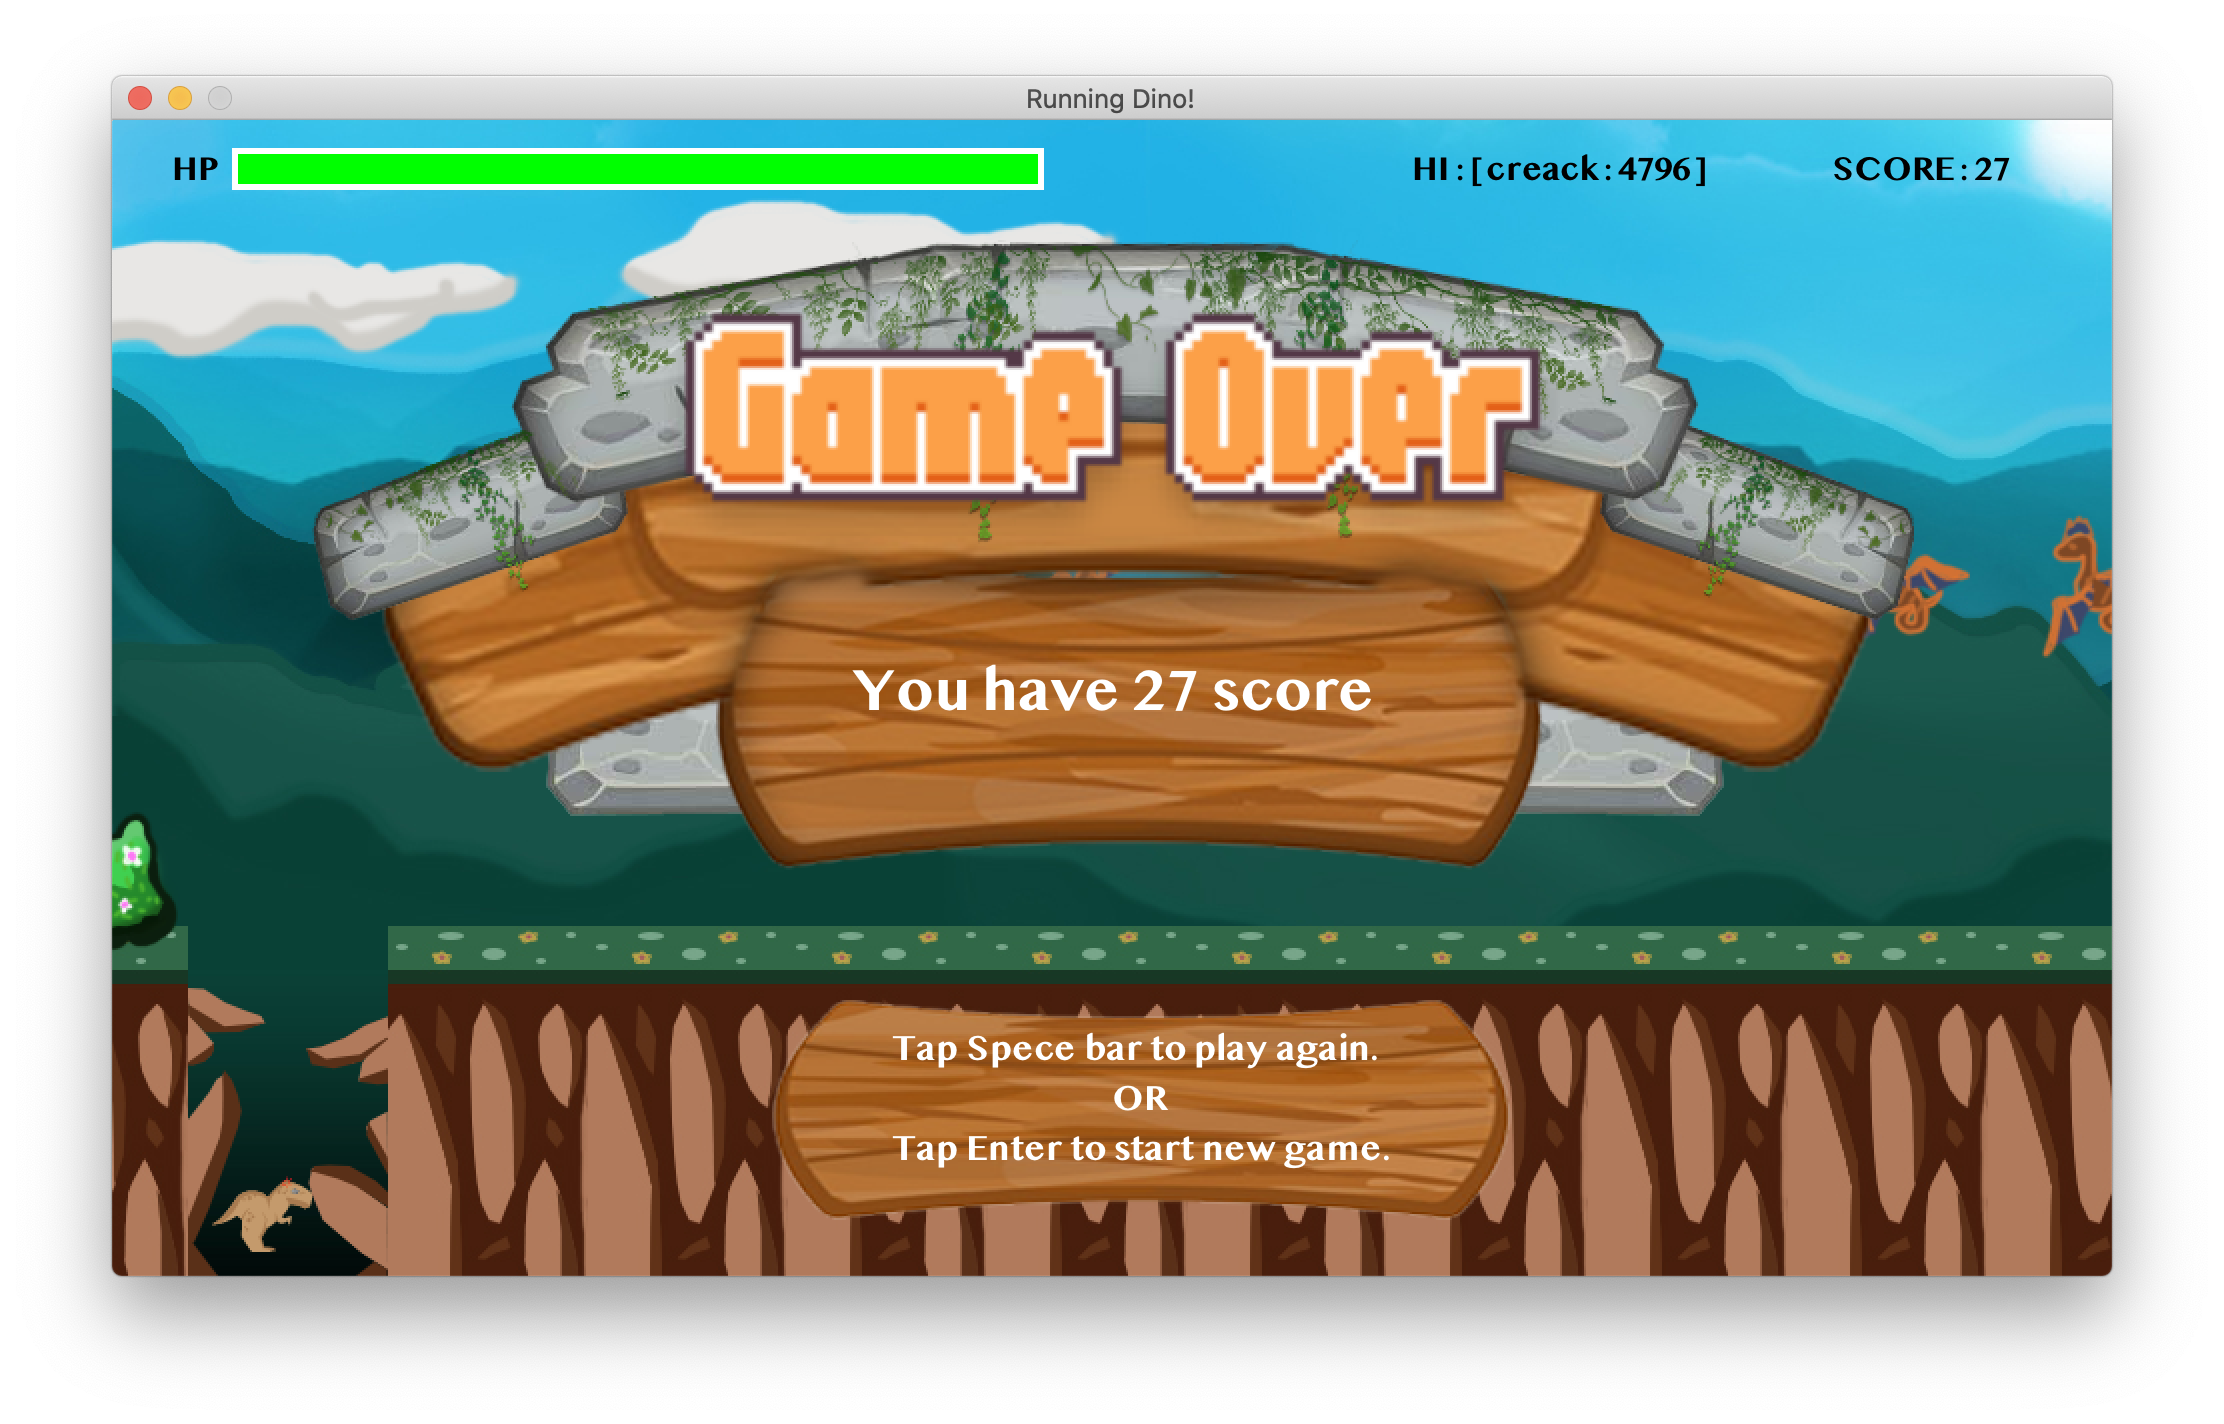 Running Dino!
HP
HI:[creack:4796]
SCORE:27
Game Over
You have 27 score
Tap Spece bar to play again.
OR
Tap Enter to start new game.